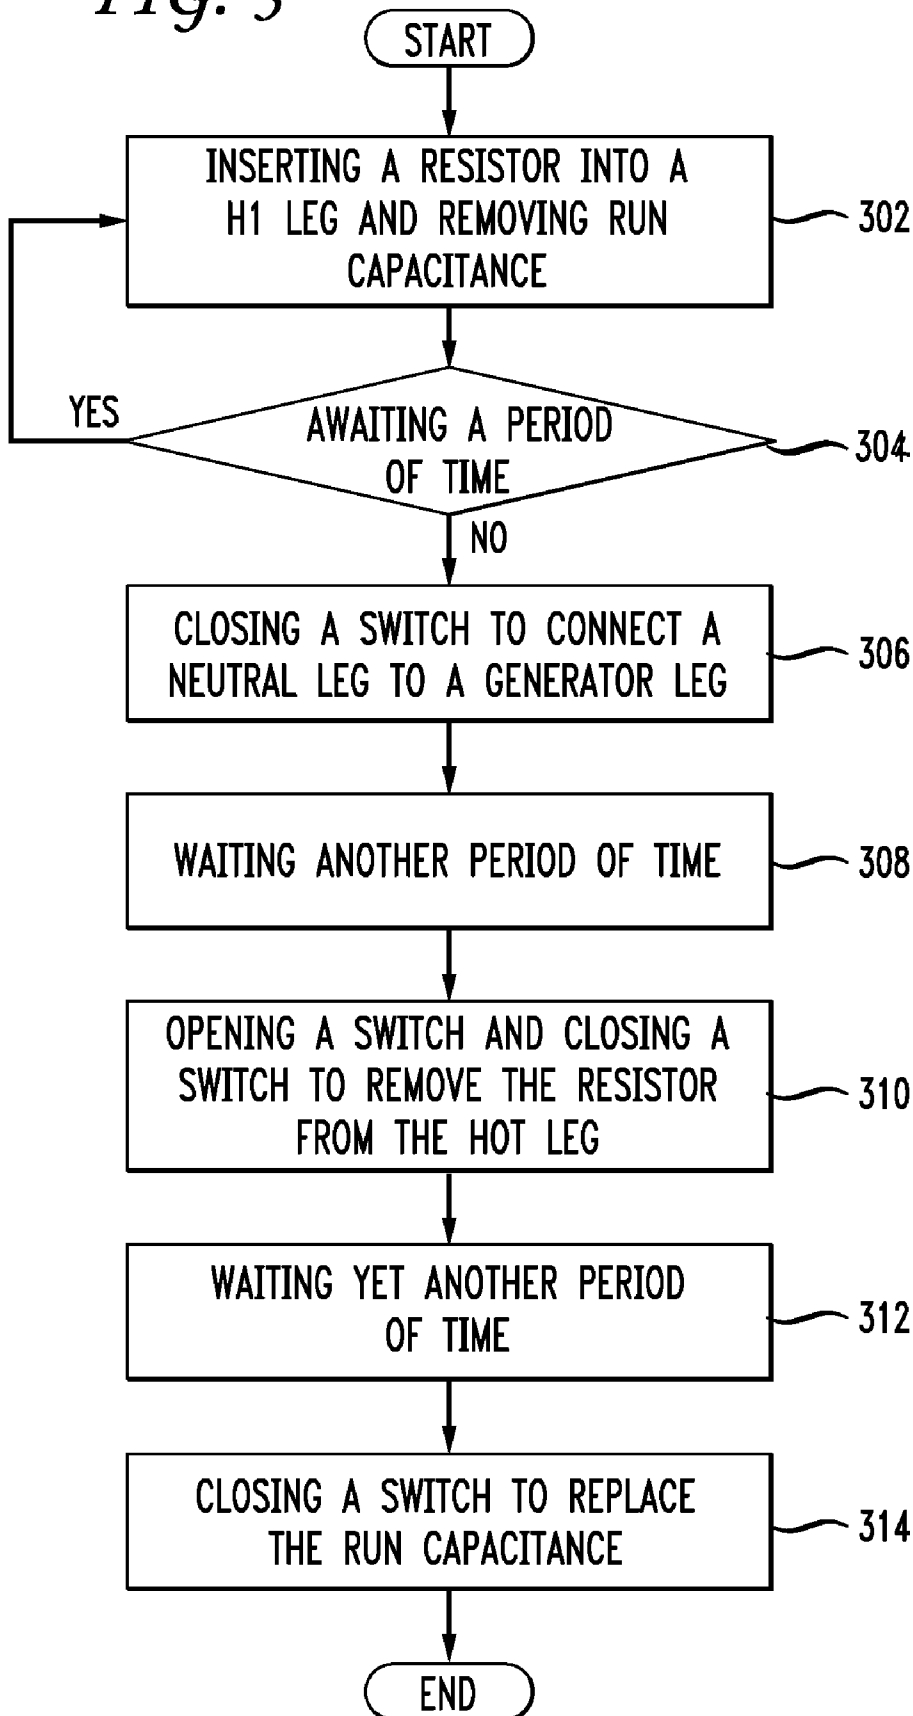 START
INSERTING A RESISTOR INTO A
H1 LEG AND REMOVING RUN
CAPACITANCE
302
YES
AWAITING A PERIOD
OF TIME
304
NO
CLOSING A SWITCH TO CONNECT A
NEUTRAL LEG TO A GENERATOR LEG
306
WAITING ANOTHER PERIOD OF TIME
308
OPENING A SWITCH AND CLOSING A
SWITCH TO REMOVE THE RESISTOR
FROM THE HOT LEG
310
WAITING YET ANOTHER PERIOD
OF TIME
312
CLOSING A SWITCH TO REPLACE
THE RUN CAPACITANCE
314
END